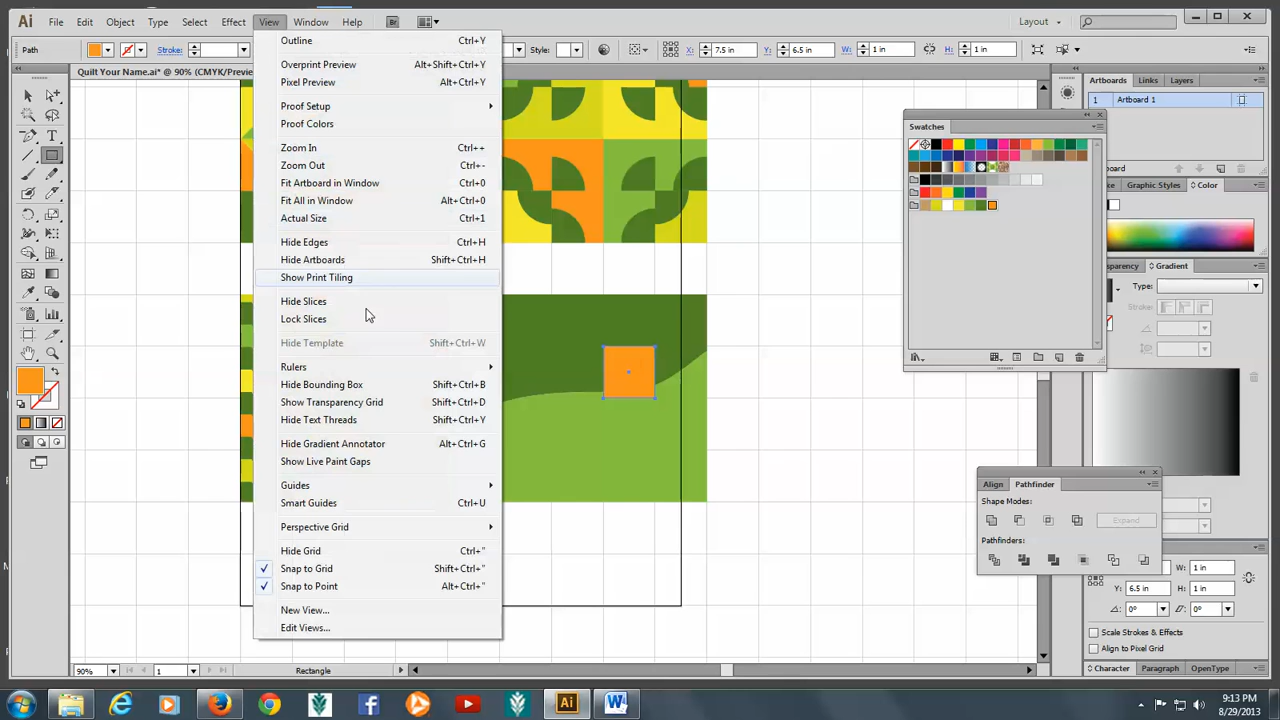 Ai File Edit Object Type Select Effect View Window Help Br Layout
Path Stroke: Style: X: 7.5 in Y: 6.5 in W: 1 in H: 1 in
Quilt Your Name.ai* @ 90% (CMYK/Preview
Outline Ctrl+Y
Overprint Preview Alt+Shift+Ctrl+Y
Pixel Preview Alt+Ctrl+Y
Proof Setup
Proof Colors
Zoom In Ctrl++
Zoom Out Ctrl+-
Fit Artboard in Window Ctrl+0
Fit All in Window Alt+Ctrl+0
Actual Size Ctrl+1
Hide Edges Ctrl+H
Hide Artboards Shift+Ctrl+H
Show Print Tiling
Hide Slices
Lock Slices
Hide Template Shift+Ctrl+W
Rulers
Hide Bounding Box Shift+Ctrl+B
Show Transparency Grid Shift+Ctrl+D
Hide Text Threads Shift+Ctrl+Y
Hide Gradient Annotator Alt+Ctrl+G
Show Live Paint Gaps
Guides
Smart Guides Ctrl+U
Perspective Grid
Hide Grid Ctrl+"
Snap to Grid Shift+Ctrl+"
Snap to Point Alt+Ctrl+"
New View...
Edit Views...
Artboards Links Layers
1 Artboard 1
Swatches
Graphic Styles Color
Gradient
Type:
Stroke:
Align Pathfinder
Shape Modes:
Expand
Pathfinders:
W: 1 in
Y: 6.5 in H: 1 in
0° 0°
Scale Strokes & Effects
Align to Pixel Grid
Character Paragraph OpenType
90% 1 Rectangle
9:13 PM
8/29/2013